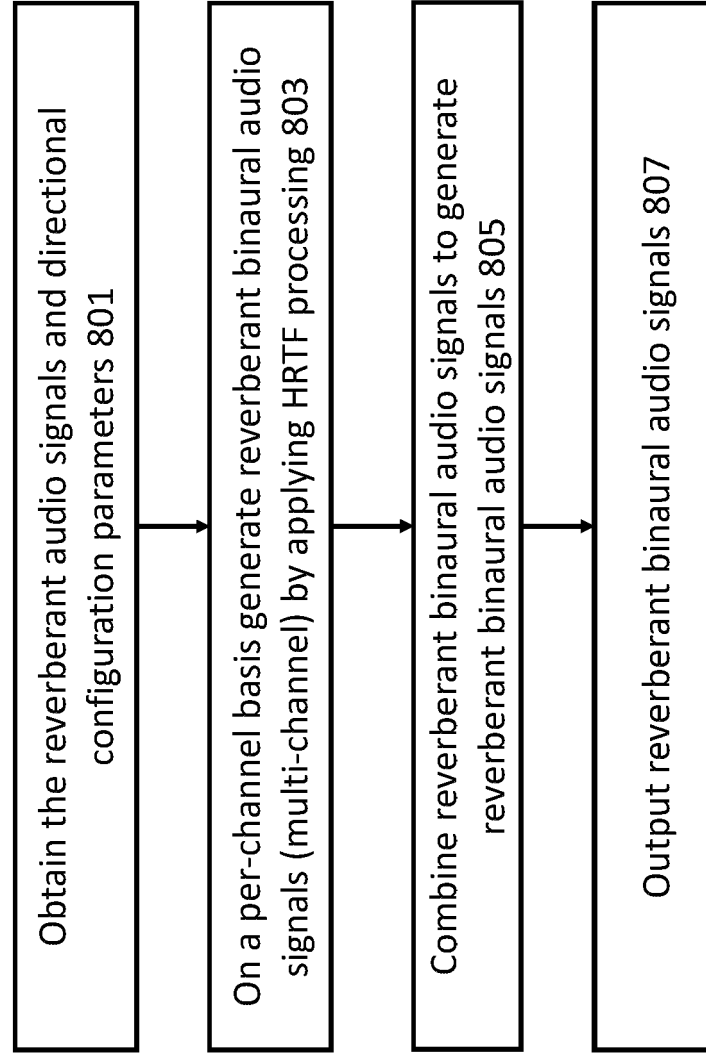 Obtain the reverberant audio signals and directional
configuration parameters 801
On a per-channel basis generate reverberant binaural audio
signals (multi-channel) by applying HRTF processing 803
Combine reverberant binaural audio signals to generate
reverberant binaural audio signals 805
Output reverberant binaural audio signals 807